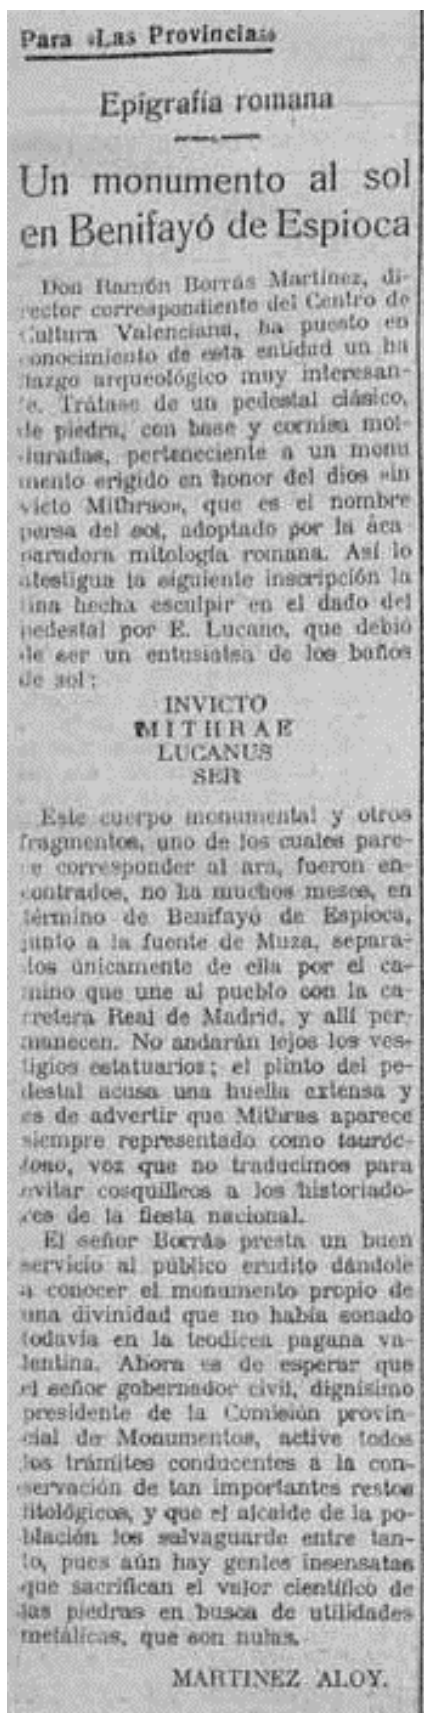 Para «Las Provincias»
Epigrafía romana
Un monumento al sol
en Benifayó de Espioca
Don Ramón Borrás Martínez, di-
rector correspondiente del Centro de
Cultura Valenciana, ha puesto en
conocimiento de esta entidad un ha
lazgo arqueológico muy interesan-
te. Trátase de un pedestal clásico,
de piedra, con base y cornisa mol-
duradas, perteneciente a un monu
mento erigido en honor del dios «in
victo Mithrae», que es el nombre
persa del sol, adoptado por la aca-
paradora mitología romana. Así lo
atestigua la siguiente inscripción la
tina hecha esculpir en el dado del
pedestal por E. Lucano, que debió
de ser un entusiatsa de los baños
de sol:
INVICTO
MITHRAE
LUCANUS
SER
Este cuerpo monumental y otros
fragmentos, uno de los cuales pare-
ce corresponder al ara, fueron en-
contrados, no ha muchos meses, en
término de Benifayó de Espioca,
junto a la fuente de Muza, separa-
dos únicamente de ella por el ca-
mino que une al pueblo con la ca-
rretera Real de Madrid, y allí per-
manecen. No andarán lejos los ves-
tigios estatuarios; el plinto del pe-
destal acusa una huella extensa y
es de advertir que Mithras aparece
siempre representado como tauróc-
tono, voz que no traducimos para
evitar cosquilleos a los historiado-
res de la fiesta nacional.
El señor Borrás presta un buen
servicio al público erudito dándole
a conocer el monumento propio de
una divinidad que no había sonado
todavía en la teodicea pagana va-
lentina. Ahora es de esperar que
el señor gobernador civil, dignísimo
presidente de la Comisión provin-
cial de Monumentos, active todos
los trámites conducentes a la con-
servación de tan importantes restos
litológicos, y que el alcalde de la po-
blación los salvaguarde entre tan-
to, pues aún hay gentes insensatas
que sacrifican el valor científico de
las piedras en busca de utilidades
metálicas, que son nulas.
MARTINEZ ALOY.